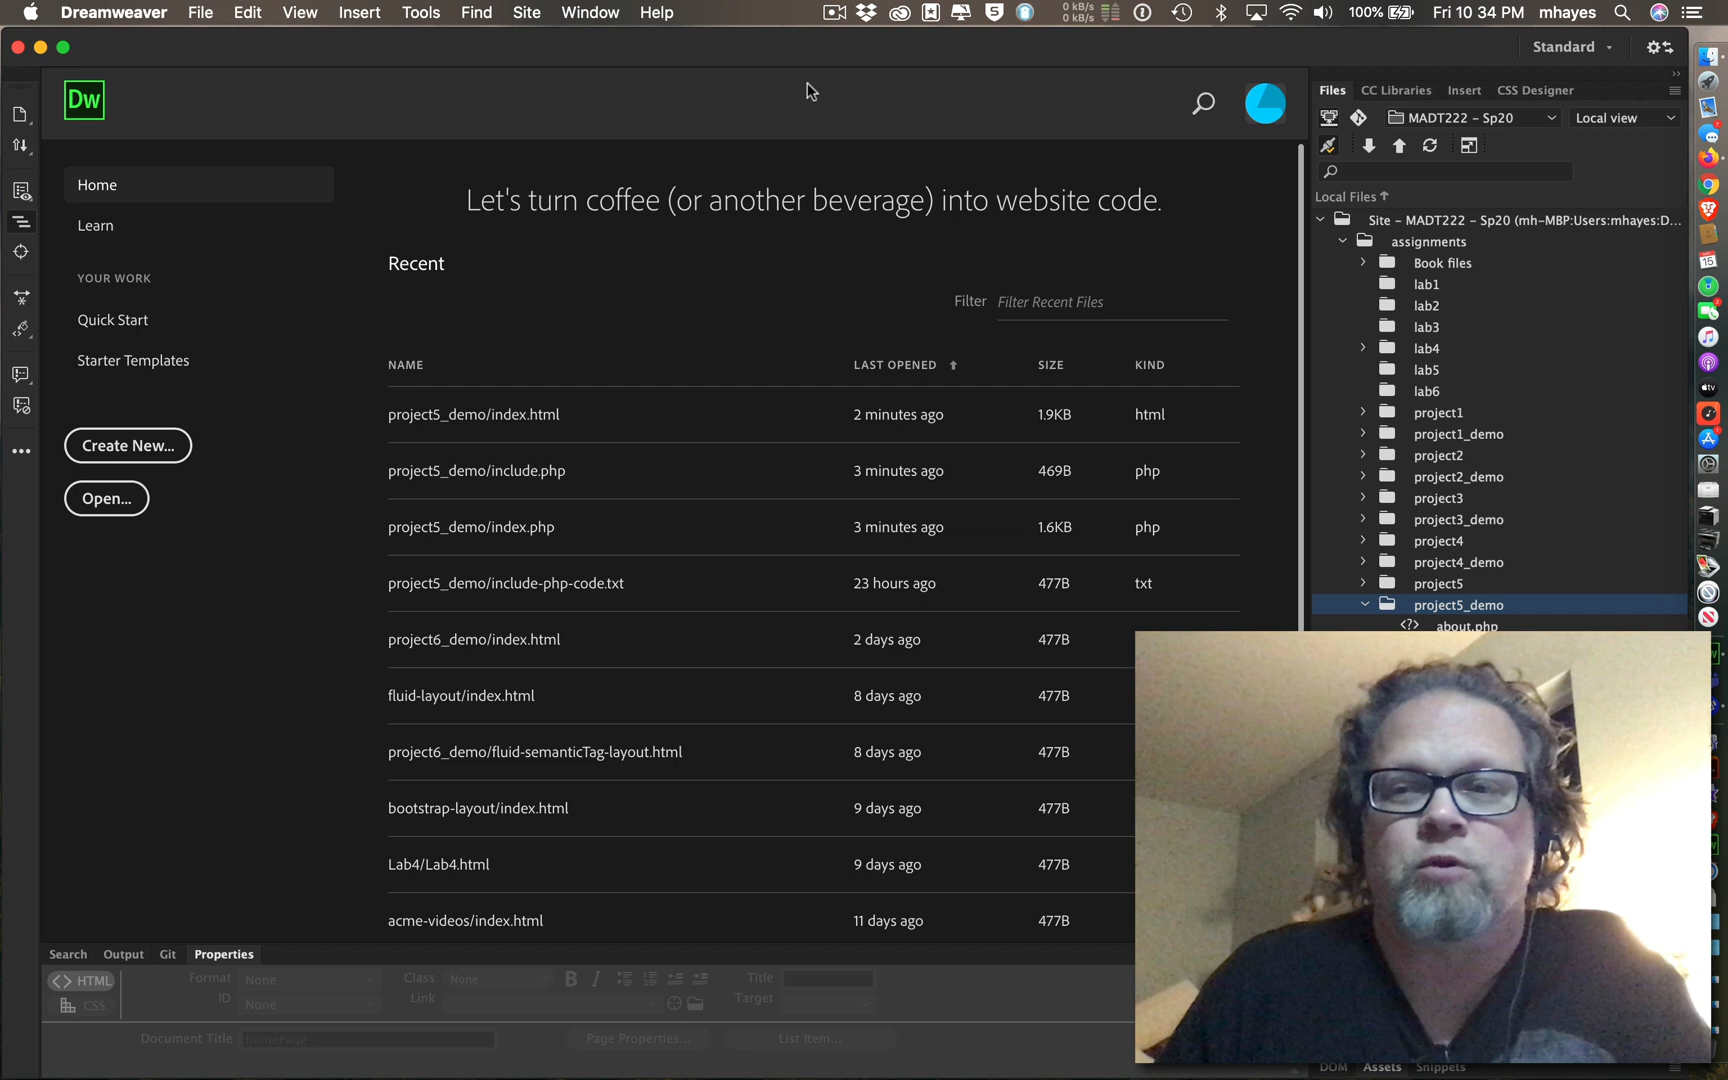 Dreamweaver File Edit View Insert Tools Find Site Window Help
0 kB/s
0 kB/s
100% Fri 10 34 PM mhayes
Standard
Dw
Files CC Libraries Insert CSS Designer
MADT222 – Sp20 Local view
Local Files
Site – MADT222 – Sp20 (mh-MBP:Users:mhayes:D...
assignments
Book files
lab1
lab2
lab3
lab4
lab5
lab6
project1
project1_demo
project2
project2_demo
project3
project3_demo
project4
project4_demo
project5
project5_demo
about.php
Home
Learn
YOUR WORK
Quick Start
Starter Templates
Create New...
Open...
Let's turn coffee (or another beverage) into website code.
Recent
Filter Filter Recent Files
NAME LAST OPENED SIZE KIND
project5_demo/index.html 2 minutes ago 1.9KB html
project5_demo/include.php 3 minutes ago 469B php
project5_demo/index.php 3 minutes ago 1.6KB php
project5_demo/include-php-code.txt 23 hours ago 477B txt
project6_demo/index.html 2 days ago 477B
fluid-layout/index.html 8 days ago 477B
project6_demo/fluid-semanticTag-layout.html 8 days ago 477B
bootstrap-layout/index.html 9 days ago 477B
Lab4/Lab4.html 9 days ago 477B
acme-videos/index.html 11 days ago 477B
Search Output Git Properties
<> HTML Format None Class None B I Title
CSS ID None Link Target
Document Title homePage Page Properties... List Item...
DOM Assets Snippets
15
tv